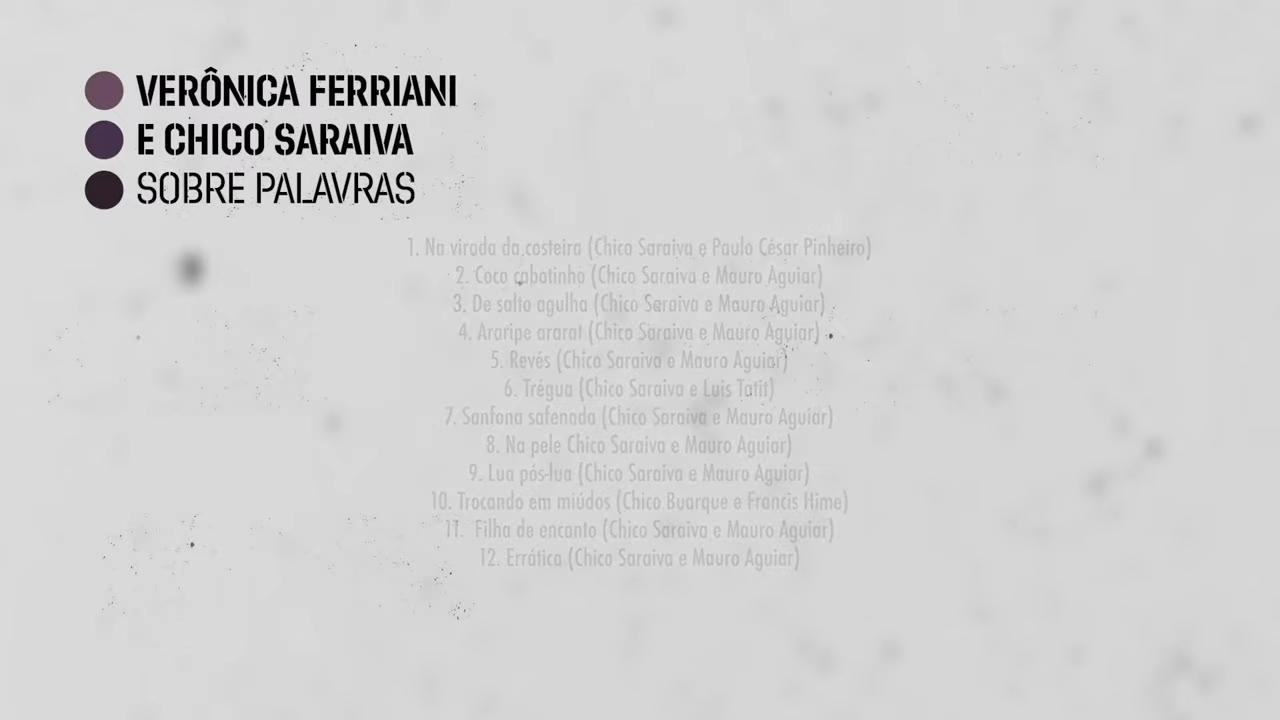 VERÔNICA FERRIANI
E CHICO SARAIVA
SOBRE PALAVRAS
1. Na virada da costeira (Chico Saraiva e Paulo César Pinheiro)
2. Coco cabotinho (Chico Saraiva e Mauro Aguiar)
3. De salto agulha (Chico Saraiva e Mauro Aguiar)
4. Araripe ararat (Chico Saraiva e Mauro Aguiar)
5. Revés (Chico Saraiva e Mauro Aguiar)
6. Trégua (Chico Saraiva e Luis Tatit)
7. Sanfona safenada (Chico Saraiva e Mauro Aguiar)
8. Na pele Chico Saraiva e Mauro Aguiar)
9. Lua pós-lua (Chico Saraiva e Mauro Aguiar)
10. Trocando em miúdos (Chico Buarque e Francis Hime)
11. Filha de encanto (Chico Saraiva e Mauro Aguiar)
12. Errática (Chico Saraiva e Mauro Aguiar)